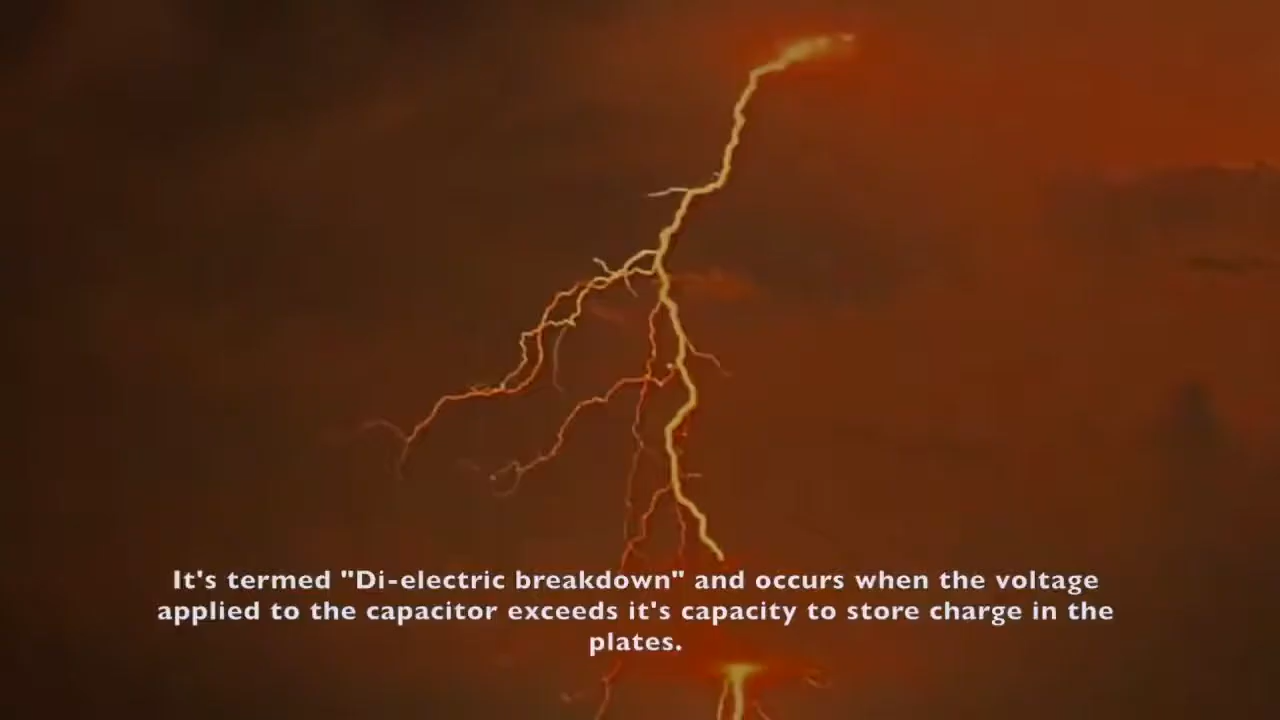 It's termed "Di-electric breakdown" and occurs when the voltage
applied to the capacitor exceeds it's capacity to store charge in the
plates.